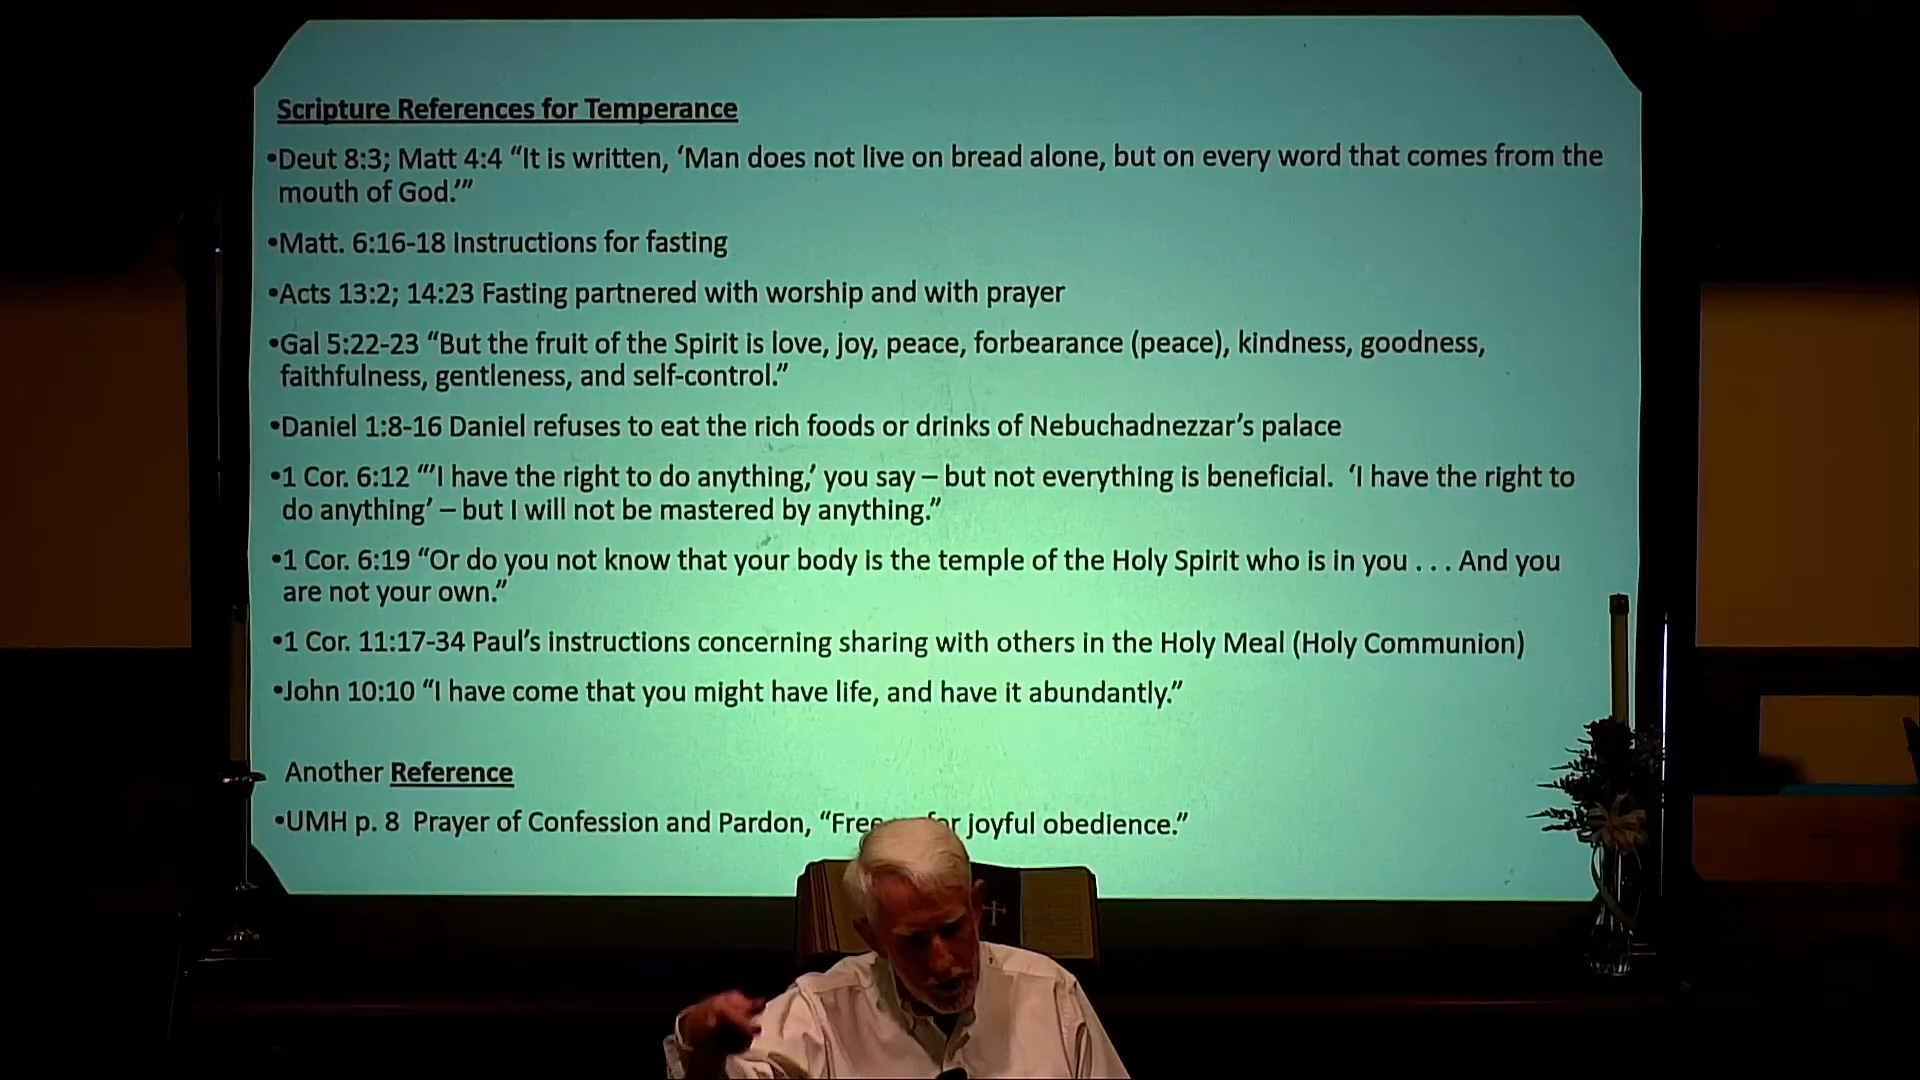 Scripture References for Temperance
•Deut 8:3; Matt 4:4 “It is written, ‘Man does not live on bread alone, but on every word that comes from the
mouth of God.’”
•Matt. 6:16-18 Instructions for fasting
•Acts 13:2; 14:23 Fasting partnered with worship and with prayer
•Gal 5:22-23 “But the fruit of the Spirit is love, joy, peace, forbearance (peace), kindness, goodness,
faithfulness, gentleness, and self-control.”
•Daniel 1:8-16 Daniel refuses to eat the rich foods or drinks of Nebuchadnezzar’s palace
•1 Cor. 6:12 “’I have the right to do anything,’ you say – but not everything is beneficial.  ‘I have the right to
do anything’ – but I will not be mastered by anything.”
•1 Cor. 6:19 “Or do you not know that your body is the temple of the Holy Spirit who is in you . . . And you
are not your own.”
•1 Cor. 11:17-34 Paul’s instructions concerning sharing with others in the Holy Meal (Holy Communion)
•John 10:10 “I have come that you might have life, and have it abundantly.”
Another Reference
•UMH p. 8  Prayer of Confession and Pardon, “Free for joyful obedience.”